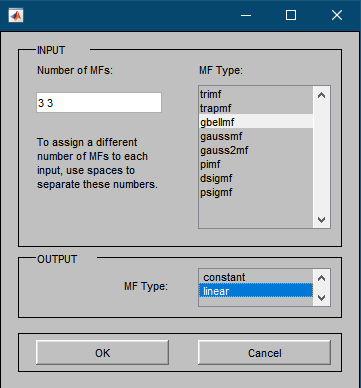 INPUT
Number of MFs:
MF Type:
3 3
trimf
trapmf
gbellmf
gaussmf
gauss2mf
pimf
dsigmf
psigmf
To assign a different
number of MFs to each
input, use spaces to
separate these numbers.
OUTPUT
MF Type:
constant
linear
OK
Cancel